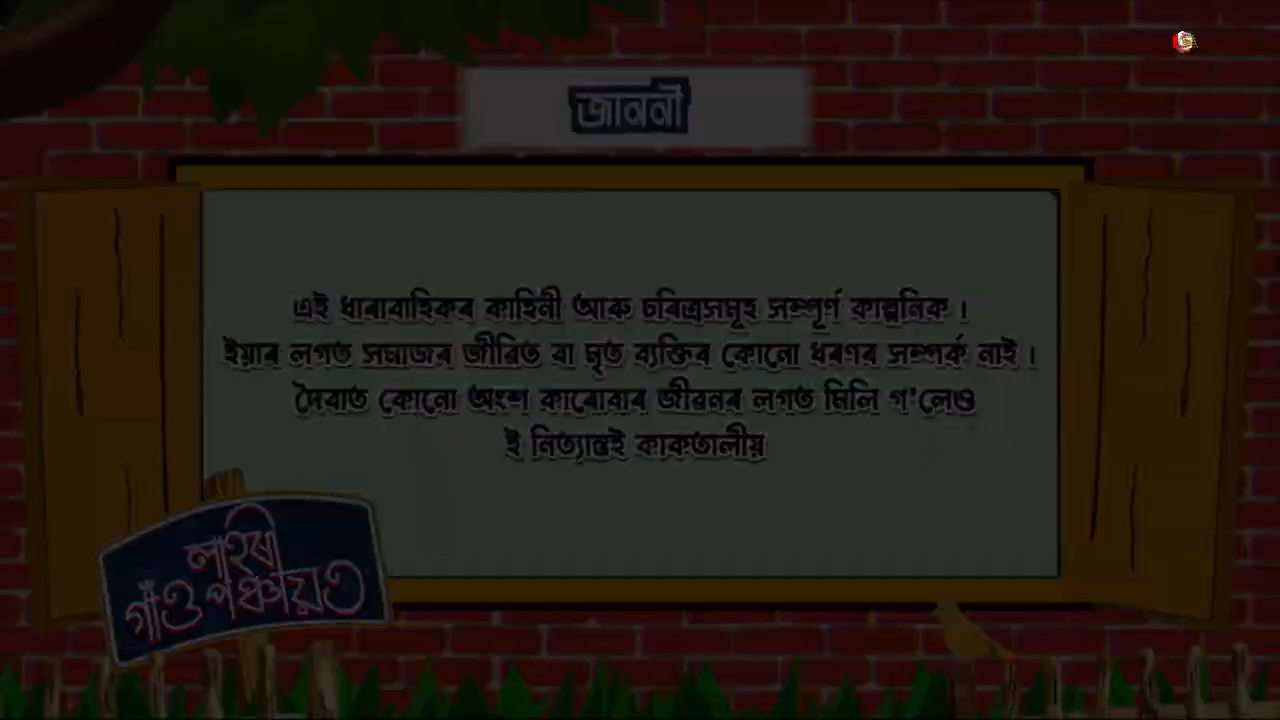 জাননী
এই ধাৰাবাহিকৰ কাহিনী আৰু চৰিত্ৰসমূহ সম্পূৰ্ণ কাল্পনিক ।
ইয়াৰ লগত সমাজৰ জীৱিত বা মৃত ব্যক্তিৰ কোনো ধৰণৰ সম্পৰ্ক নাই ।
দৈবাত কোনো অংশ কাৰোবাৰ জীৱনৰ লগত মিলি গ'লেও
ই নিত্যান্তই কাকতালীয়
লাহৰী
গাঁও পঞ্চায়ত